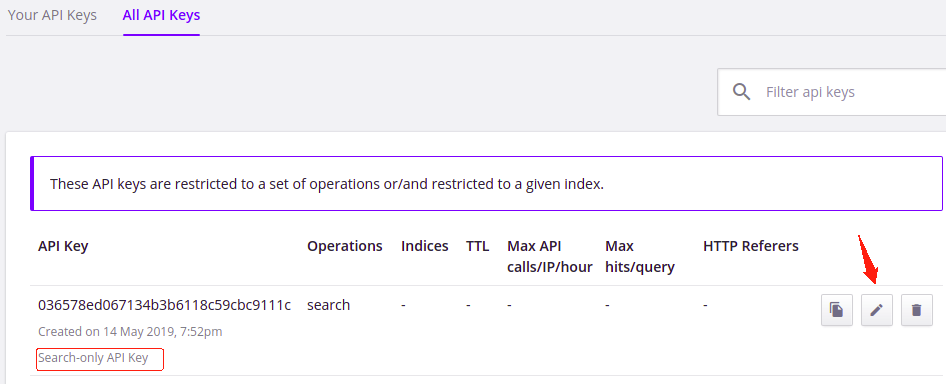 Your API Keys All API Keys
Filter api keys
These API keys are restricted to a set of operations or/and restricted to a given index.
API Key Operations Indices TTL Max API calls/IP/hour Max hits/query HTTP Referers
036578ed067134b3b6118c59cbc9111c search - - - - -
Created on 14 May 2019, 7:52pm
Search-only API Key